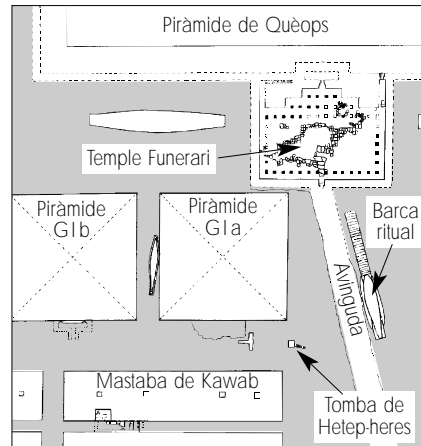 Piràmide de Quèops
Temple Funerari
Piràmide
GIb
Piràmide
GIa
Barca
ritual
Avinguda
Mastaba de Kawab
Tomba de
Hetep-heres